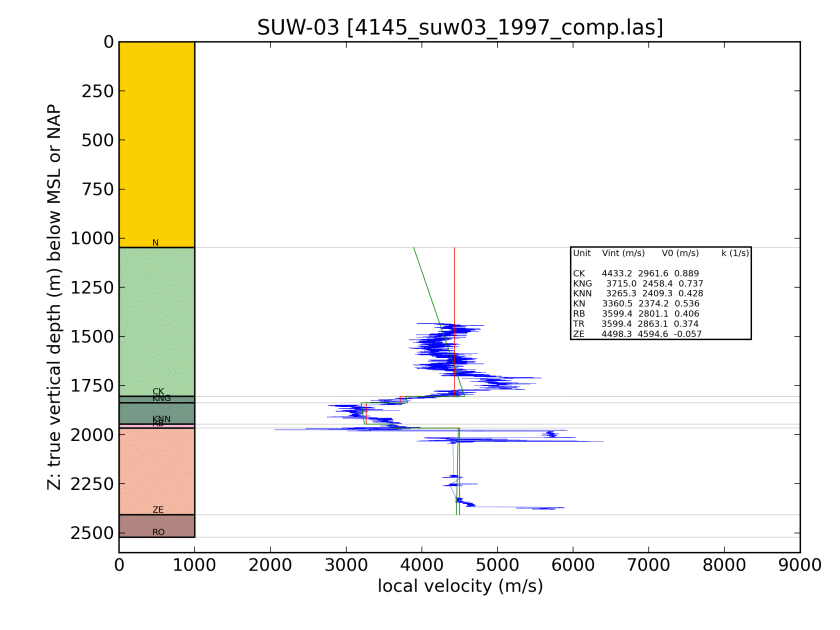 SUW-03 [4145_suw03_1997_comp.las]
Z: true vertical depth (m) below MSL or NAP
0
250
500
750
1000
1250
1500
1750
2000
2250
2500
N
CK
KNG
KNN
RB
ZE
RO
Unit Vint (m/s) V0 (m/s) k (1/s)
CK 4433.2 2961.6 0.889
KNG 3715.0 2458.4 0.737
KNN 3265.3 2409.3 0.428
KN 3360.5 2374.2 0.536
RB 3599.4 2801.1 0.406
TR 3599.4 2863.1 0.374
ZE 4498.3 4594.6 -0.057
0 1000 2000 3000 4000 5000 6000 7000 8000 9000
local velocity (m/s)